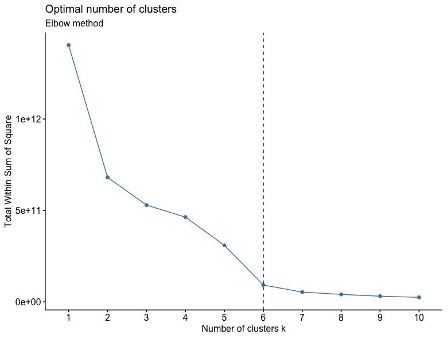 Optimal number of clusters
Elbow method
Total Within Sum of Square
1e+12
5e+11
0e+00
1 2 3 4 5 6 7 8 9 10
Number of clusters k